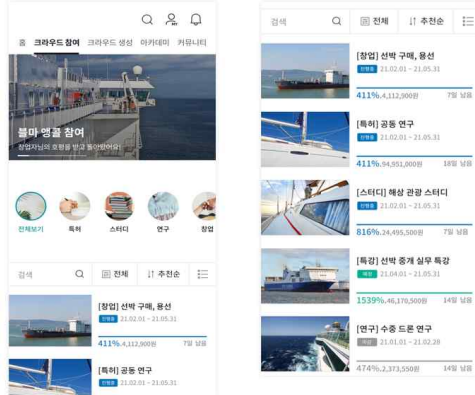 MY
홈 크라우드 참여 크라우드 생성 아카데미 커뮤니티
블마 앵콜 참여
창업자님의 호평을 받고 돌아왔어요!
전체보기 특허 스터디 연구 창업
검색 전체 추천순
[창업] 선박 구매, 용선
진행중 21.02.01 ~ 21.05.31
411%, 4,112,900원 7일 남음
[특허] 공동 연구
진행중 21.02.01 ~ 21.05.31
검색 전체 추천순
[창업] 선박 구매, 용선
진행중 21.02.01 ~ 21.05.31
411%, 4,112,900원 7일 남음
[특허] 공동 연구
진행중 21.02.01 ~ 21.05.31
411%, 94,951,000원 18일 남음
[스터디] 해상 관광 스터디
진행중 21.02.01 ~ 21.05.31
816%, 24,495,500원 7일 남음
[특강] 선박 중개 실무 특강
21.04.01 ~ 21.05.31
1539%, 46,170,500원 14일 남음
[연구] 수중 드론 연구
21.01.01 ~ 21.02.28
474%, 2,373,550원 14일 남음